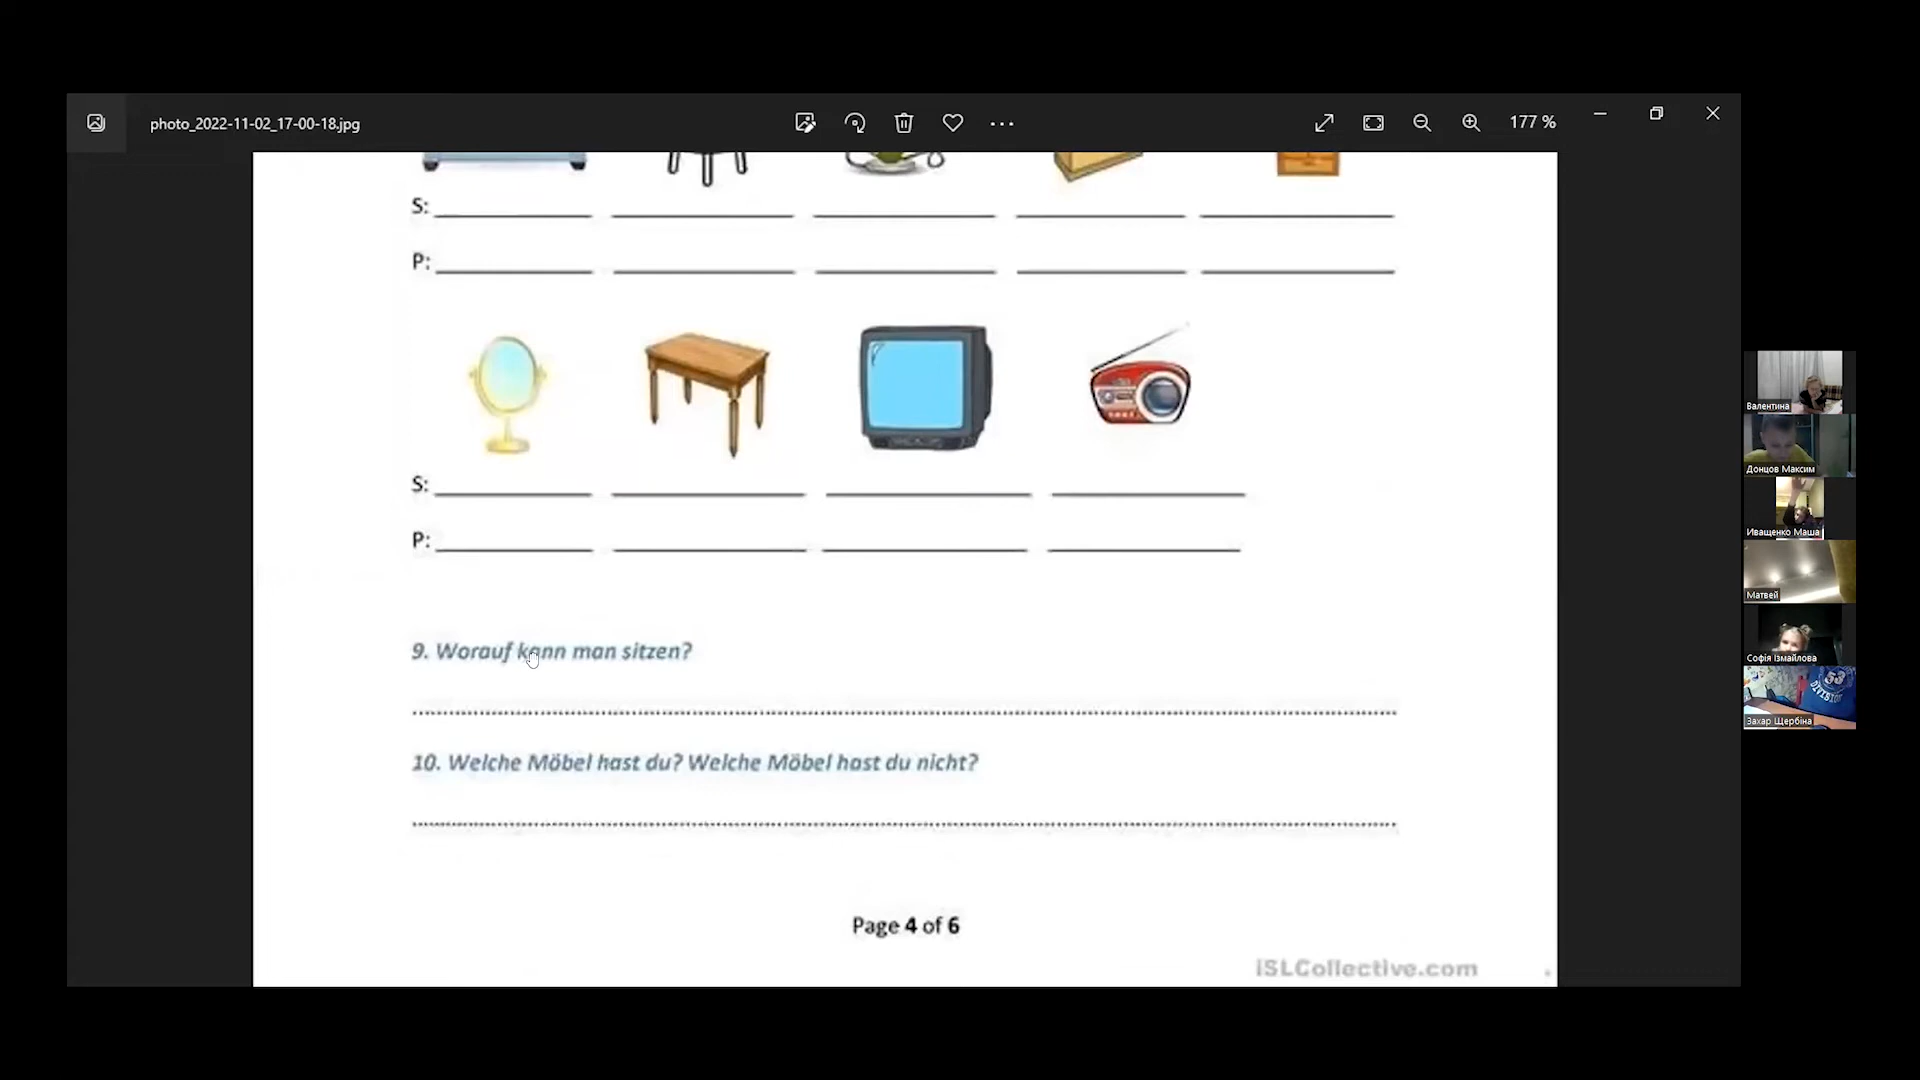 photo_2022-11-02_17-00-18.jpg
177 %
S:
P:
S:
P:
9. Worauf kann man sitzen?
10. Welche Möbel hast du? Welche Möbel hast du nicht?
Page 4 of 6
iSLCollective.com
Валентина
Донцов Максим
Иващенко Маша
Матвей
Софія Ізмайлова
53
DIVISION
Захар Щербіна